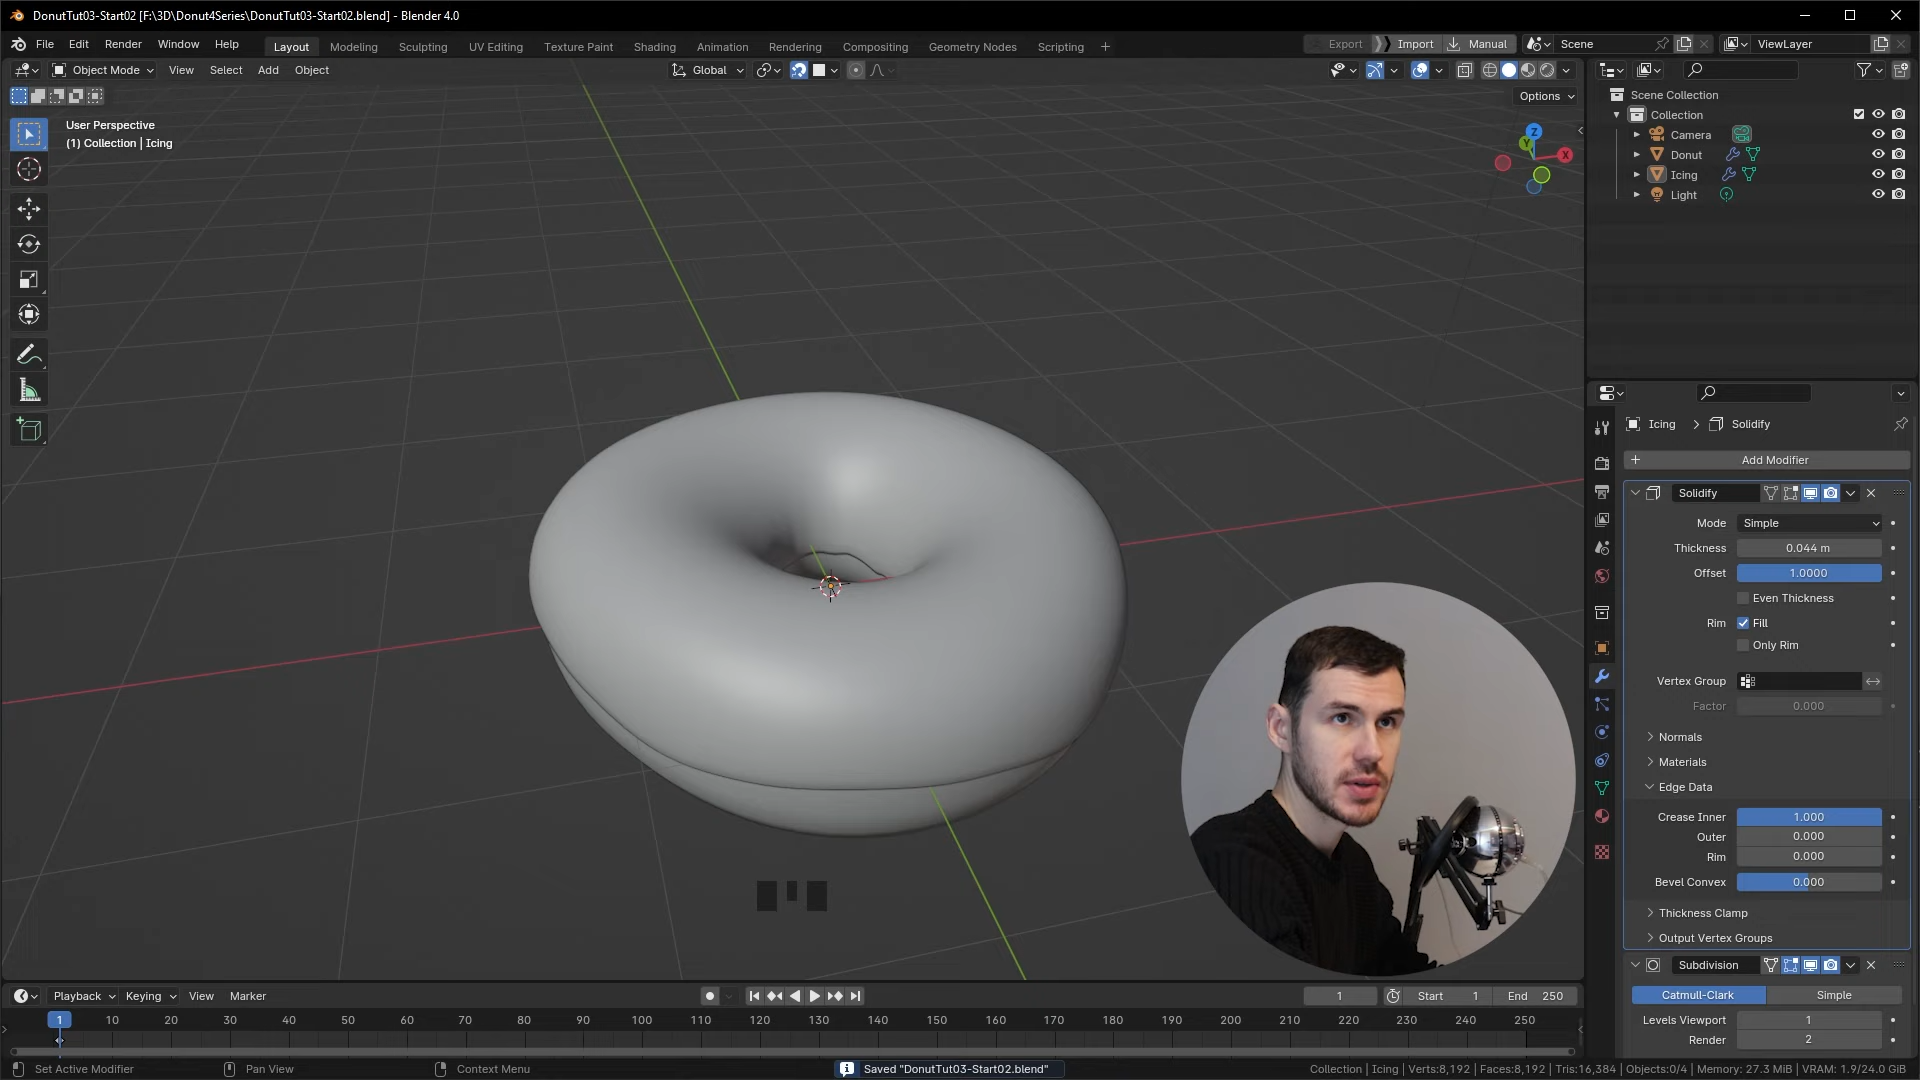 DonutTut03-Start02 [F:\3D\Donut4Series\DonutTut03-Start02.blend] - Blender 4.0
File Edit Render Window Help Layout Modeling Sculpting UV Editing Texture Paint Shading Animation Rendering Compositing Geometry Nodes Scripting + Export Import Manual Scene ViewLayer
Object Mode View Select Add Object Global
Options
User Perspective
(1) Collection | Icing
Z
Y
X
Scene Collection
Collection
Camera
Donut
Icing
Light
Icing > Solidify
+ Add Modifier
Solidify
Mode Simple
Thickness 0.044 m
Offset 1.0000
Even Thickness
Rim Fill
Only Rim
Vertex Group
Factor 0.000
Normals
Materials
Edge Data
Crease Inner 1.000
Outer 0.000
Rim 0.000
Bevel Convex 0.000
Thickness Clamp
Output Vertex Groups
Subdivision
Catmull-Clark Simple
Levels Viewport 1
Render 2
Playback Keying View Marker 1 Start 1 End 250
1 10 20 30 40 50 60 70 80 90 100 110 120 130 140 150 160 170 180 190 200 210 220 230 240 250
Set Active Modifier Pan View Context Menu Saved "DonutTut03-Start02.blend" Collection | Icing | Verts:8,192 | Faces:8,192 | Tris:16,384 | Objects:0/4 | Memory: 27.3 MiB | VRAM: 1.9/24.0 GiB